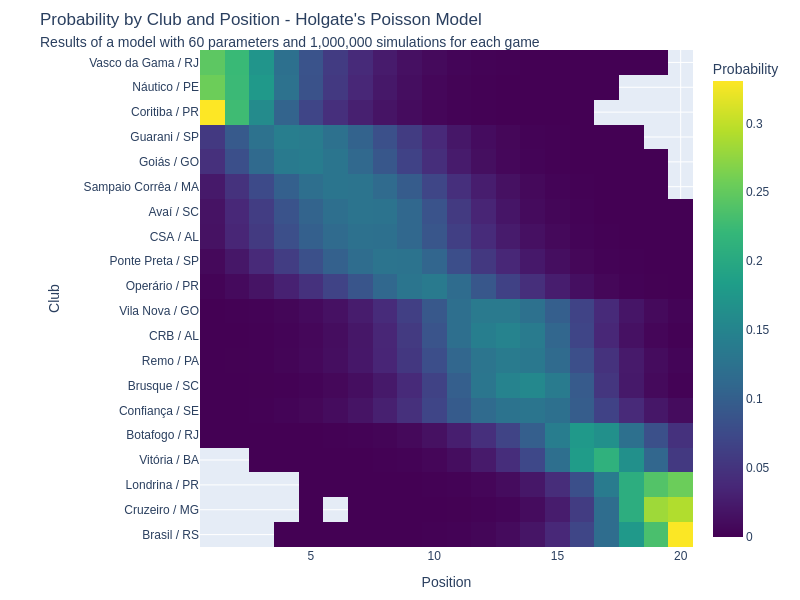 Probability by Club and Position - Holgate's Poisson Model
Results of a model with 60 parameters and 1,000,000 simulations for each game
Probability
Vasco da Gama / RJ
Náutico / PE
Coritiba / PR
Guarani / SP
Goiás / GO
Sampaio Corrêa / MA
Avaí / SC
CSA / AL
Ponte Preta / SP
Operário / PR
Vila Nova / GO
CRB / AL
Remo / PA
Brusque / SC
Confiança / SE
Botafogo / RJ
Vitória / BA
Londrina / PR
Cruzeiro / MG
Brasil / RS
Club
5
10
15
20
Position
0.3
0.25
0.2
0.15
0.1
0.05
0